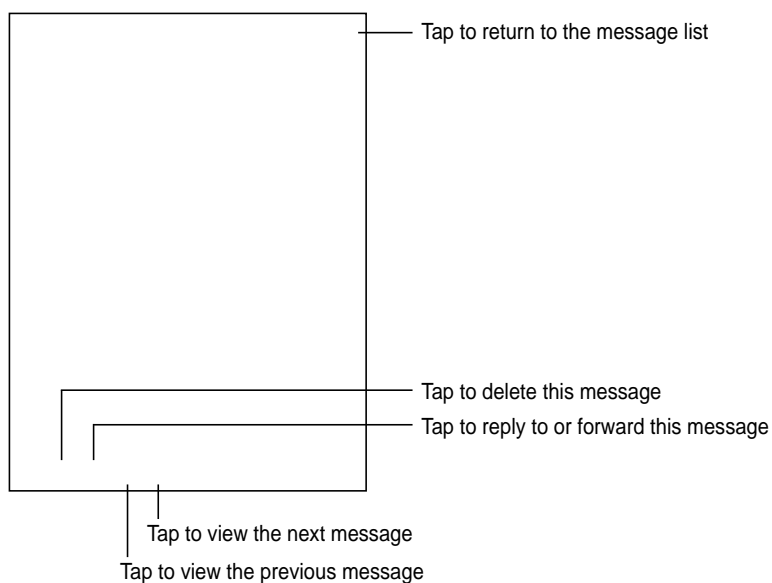 Tap to return to the message list
Tap to delete this message
Tap to reply to or forward this message
Tap to view the next message
Tap to view the previous message